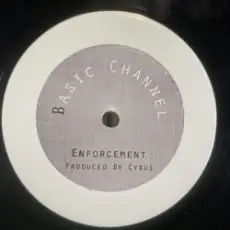 Basic Channel
Enforcement
Produced By Cyrus